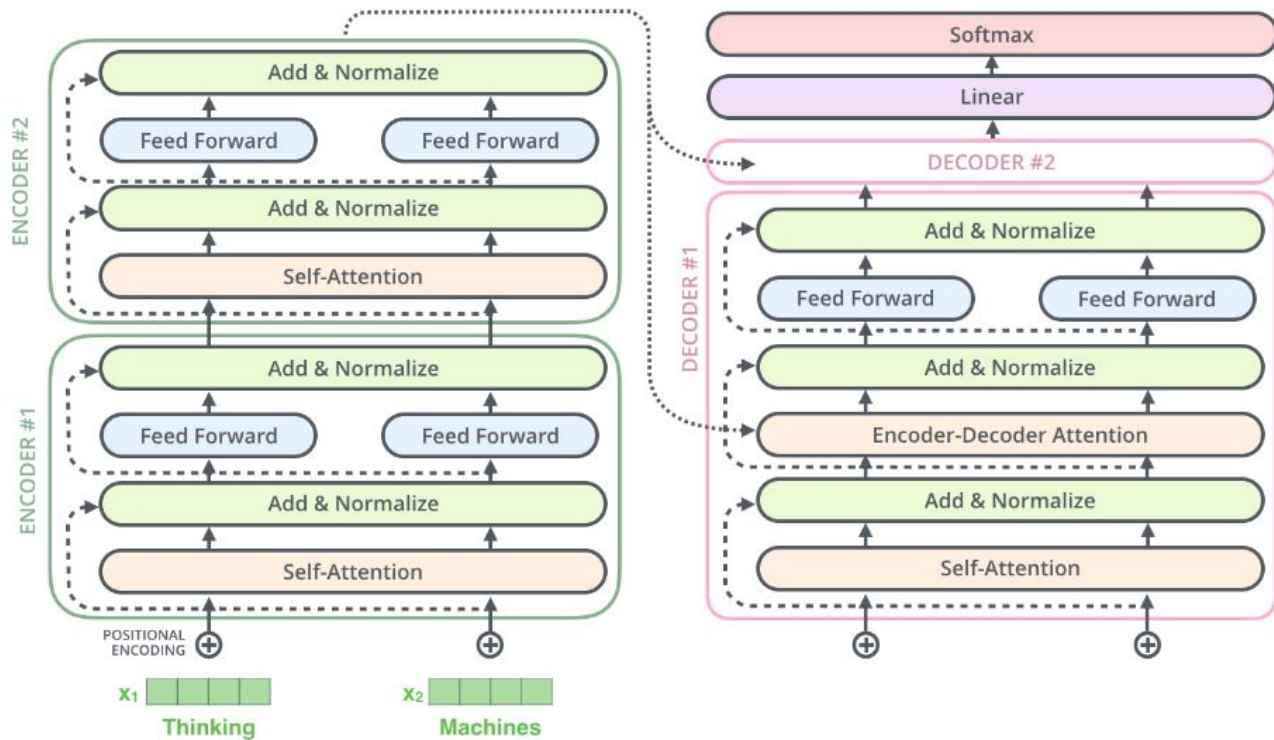 ENCODER #2
Add & Normalize
Feed Forward
Feed Forward
Add & Normalize
Self-Attention
ENCODER #1
Add & Normalize
Feed Forward
Feed Forward
Add & Normalize
Self-Attention
POSITIONAL
ENCODING
x₁
x₂
Thinking
Machines
Softmax
Linear
DECODER #2
DECODER #1
Add & Normalize
Feed Forward
Feed Forward
Add & Normalize
Encoder-Decoder Attention
Add & Normalize
Self-Attention